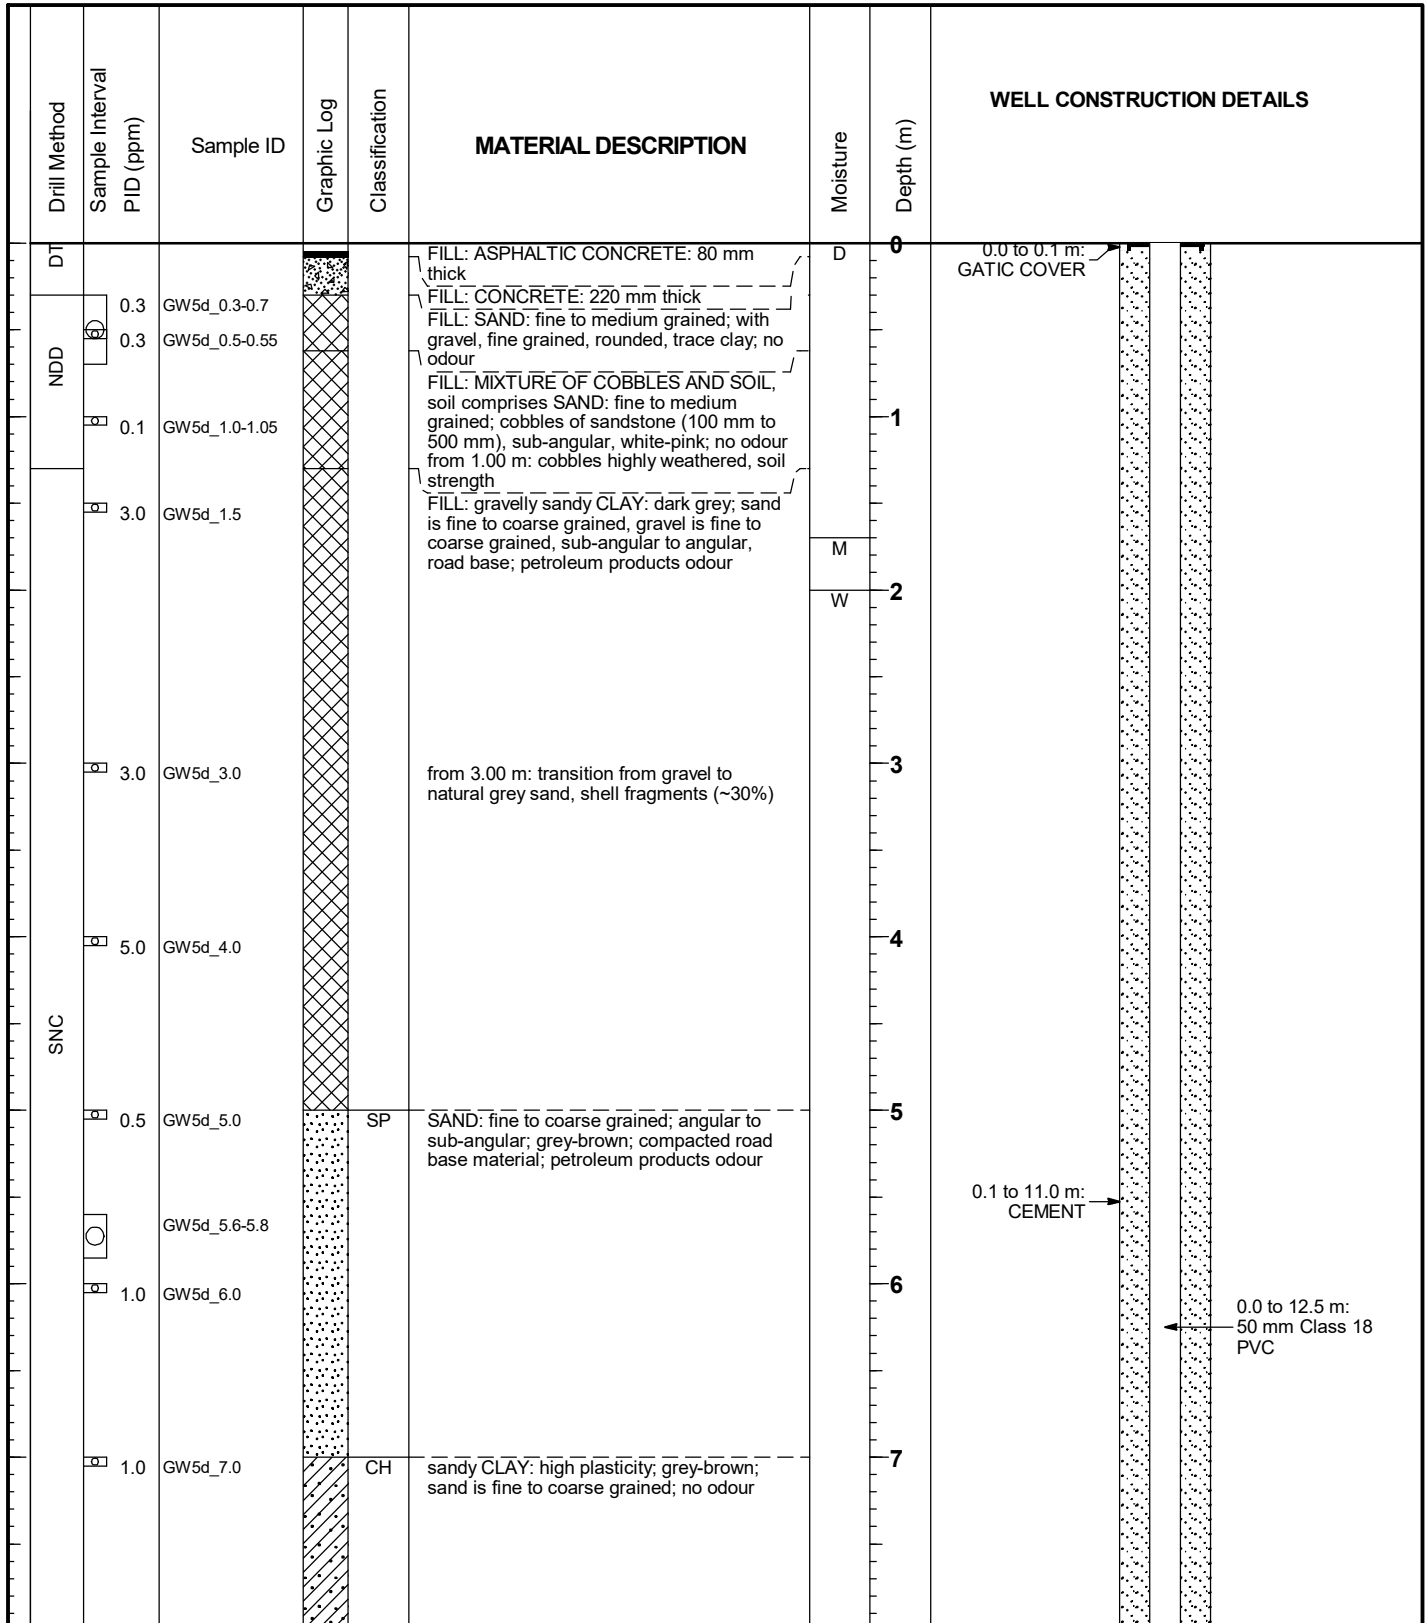 Drill Method
Sample Interval
PID (ppm)
Sample ID
Graphic Log
Classification
MATERIAL DESCRIPTION
Moisture
Depth (m)
WELL CONSTRUCTION DETAILS
DT
FILL: ASPHALTIC CONCRETE: 80 mm
thick
D
0
0.0 to 0.1 m:
GATIC COVER
FILL: CONCRETE: 220 mm thick
NDD
0.3 GW5d_0.3-0.7
FILL: SAND: fine to medium grained; with
gravel, fine grained, rounded, trace clay; no
odour
0.3 GW5d_0.5-0.55
FILL: MIXTURE OF COBBLES AND SOIL,
soil comprises SAND: fine to medium
grained; cobbles of sandstone (100 mm to
500 mm), sub-angular, white-pink; no odour
from 1.00 m: cobbles highly weathered, soil
strength
0.1 GW5d_1.0-1.05
1
3.0 GW5d_1.5
FILL: gravelly sandy CLAY: dark grey; sand
is fine to coarse grained, gravel is fine to
coarse grained, sub-angular to angular,
road base; petroleum products odour
M
W
2
3.0 GW5d_3.0
from 3.00 m: transition from gravel to
natural grey sand, shell fragments (~30%)
3
5.0 GW5d_4.0
4
SNC
0.5 GW5d_5.0
SP
SAND: fine to coarse grained; angular to
sub-angular; grey-brown; compacted road
base material; petroleum products odour
5
0.1 to 11.0 m:
CEMENT
GW5d_5.6-5.8
1.0 GW5d_6.0
6
0.0 to 12.5 m:
50 mm Class 18
PVC
1.0 GW5d_7.0
CH
sandy CLAY: high plasticity; grey-brown;
sand is fine to coarse grained; no odour
7